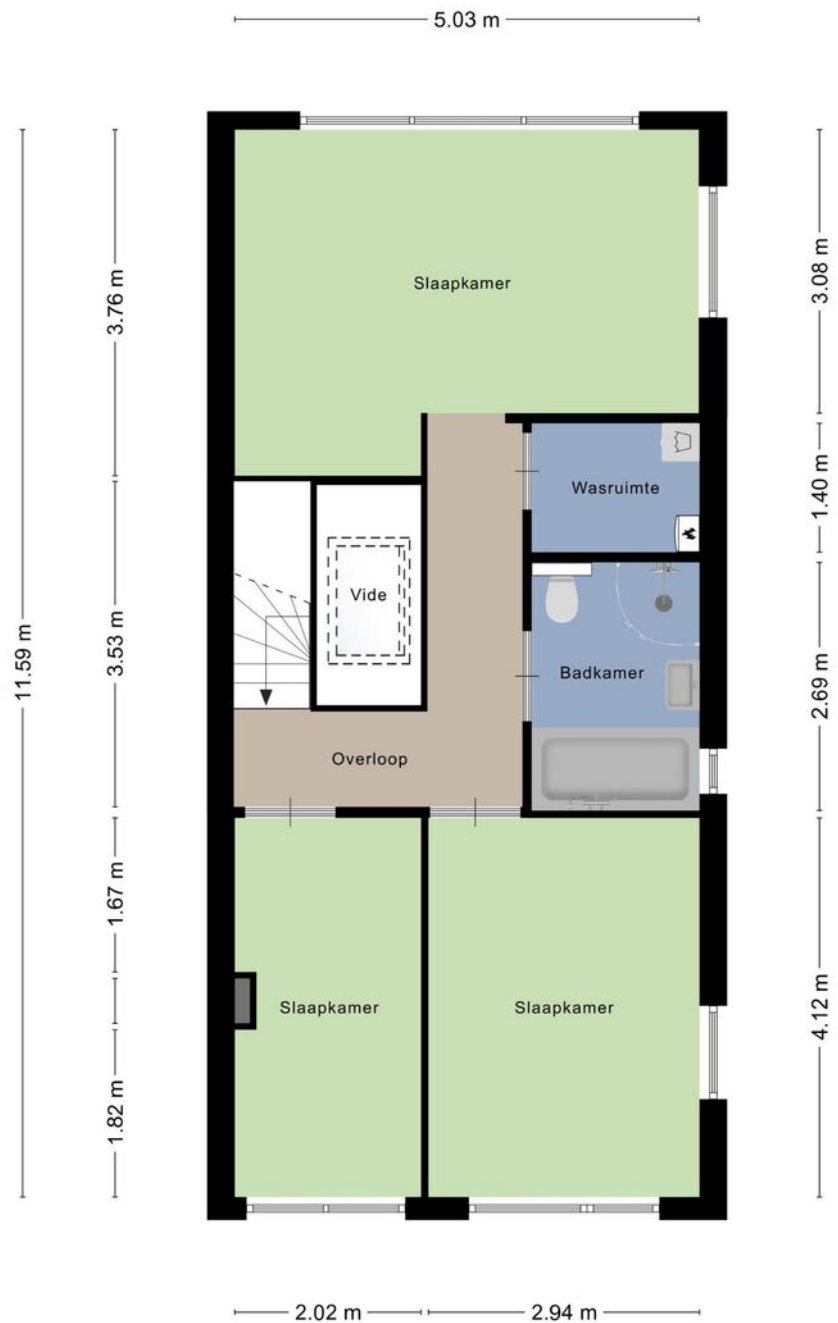 5.03 m
11.59 m
3.76 m
3.53 m
1.67 m
1.82 m
Slaapkamer
Wasruimte
Vide
Badkamer
Overloop
Slaapkamer
Slaapkamer
3.08 m
1.40 m
2.69 m
4.12 m
2.02 m
2.94 m